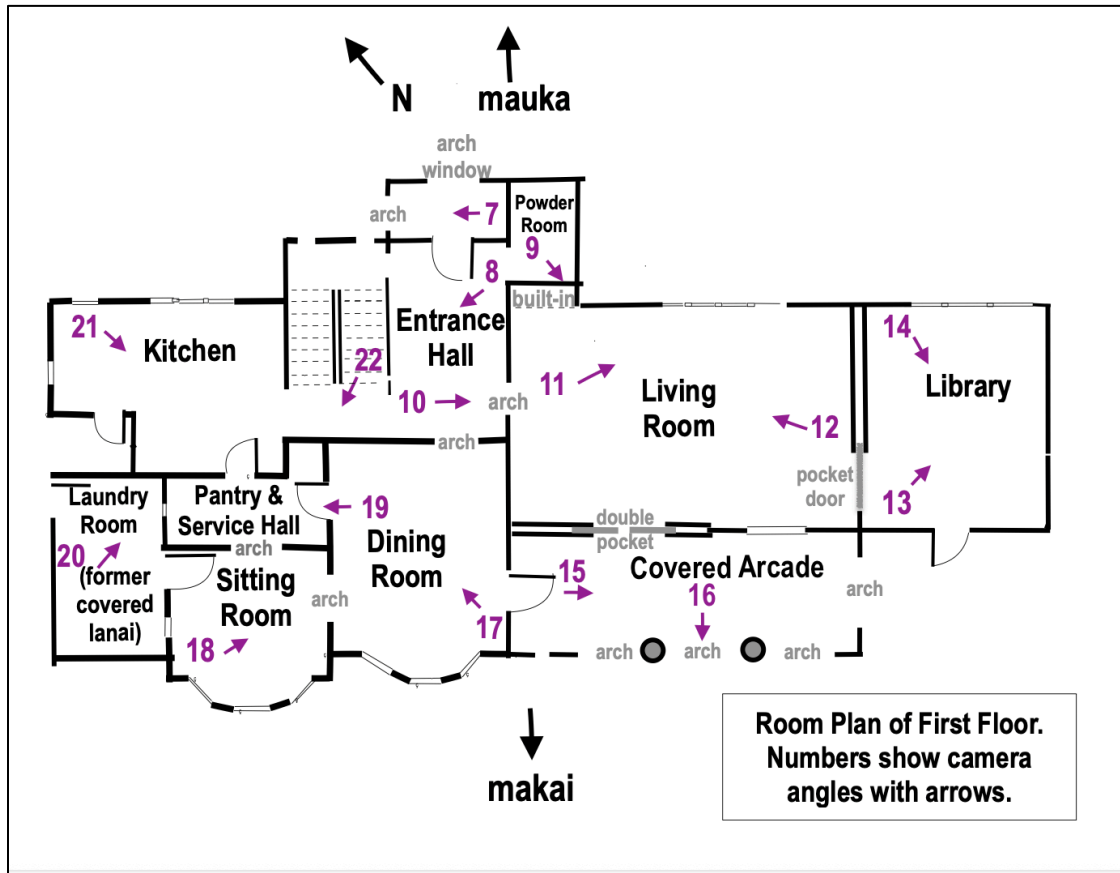 N
mauka
arch
window
arch
7
Powder
Room
9
8
built-in
Entrance
Hall
21
Kitchen
22
10
arch
arch
11
Living
Room
12
14
Library
pocket
door
13
Laundry
Room
20
(former
covered
lanai)
Pantry &
Service Hall
arch
19
Dining
Room
Sitting
Room
arch
18
17
double
pocket
Covered Arcade
15
16
arch
arch
arch
arch
makai
Room Plan of First Floor.
Numbers show camera
angles with arrows.